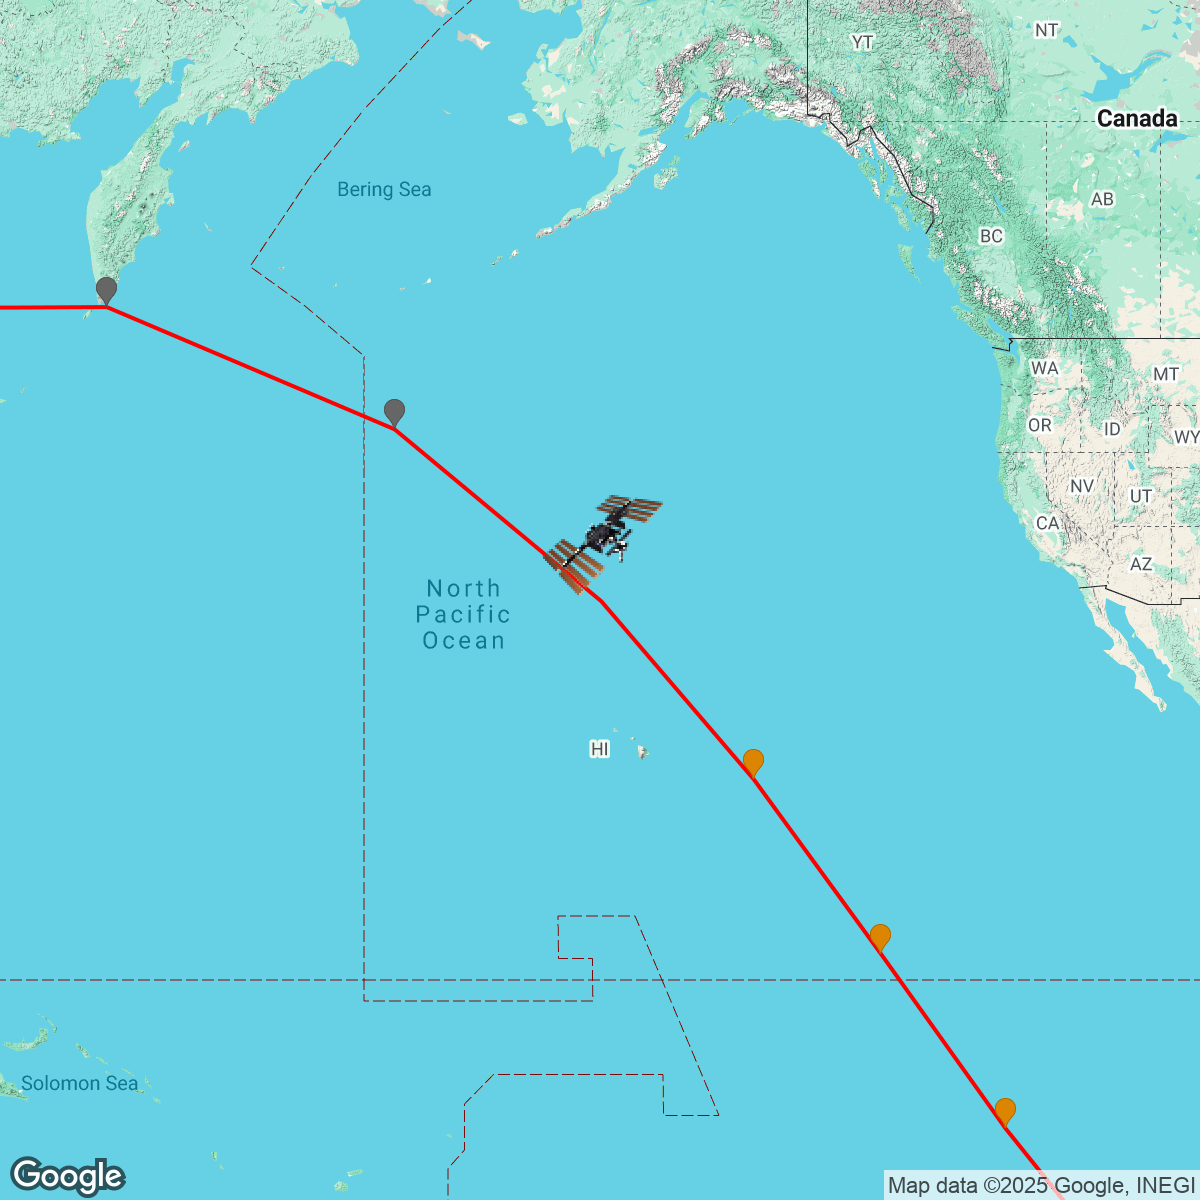 NT
YT
Canada
Bering Sea
AB
BC
WA
MT
OR
ID
WY
NV
UT
CA
AZ
North
Pacific
Ocean
HI
Solomon Sea
Google
Map data ©2025 Google, INEGI